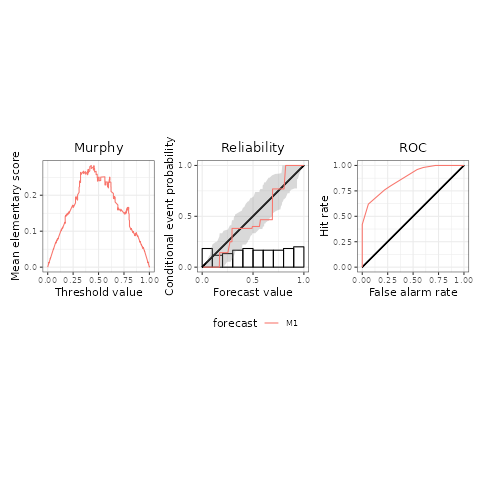 Murphy
Mean elementary score
0.0
0.1
0.2
0.00
0.25
0.50
0.75
1.00
Threshold value
Reliability
Conditional event probability
0.0
0.5
1.0
0.0
0.5
1.0
Forecast value
ROC
Hit rate
0.00
0.25
0.50
0.75
1.00
0.00
0.25
0.50
0.75
1.00
False alarm rate
forecast M1